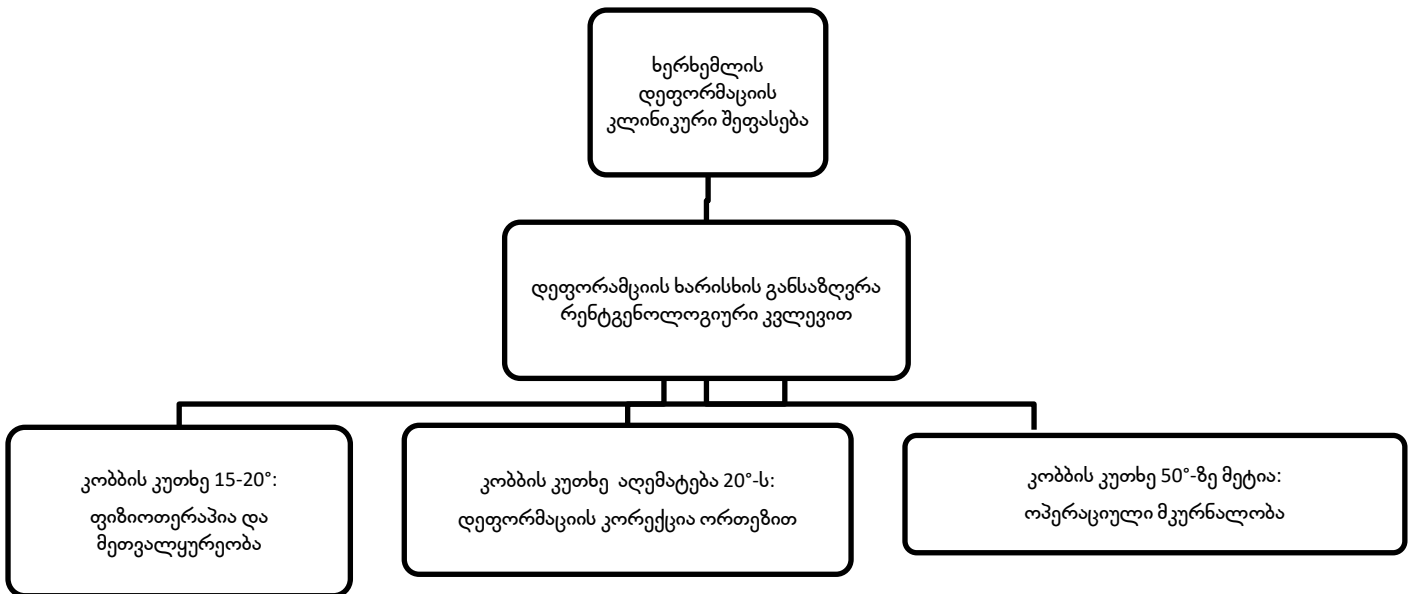 ხერხემლის
დეფორმაციის
კლინიკური შეფასება
დეფორამციის ხარისხის განსაზღვრა
რენტგენოლოგიური კვლევით
კობბის კუთხე 15-20°:
ფიზიოთერაპია და
მეთვალყურეობა
კობბის კუთხე აღემატება 20°-ს:
დეფორმაციის კორექცია ორთეზით
კობბის კუთხე 50°-ზე მეტია:
ოპერაციული მკურნალობა